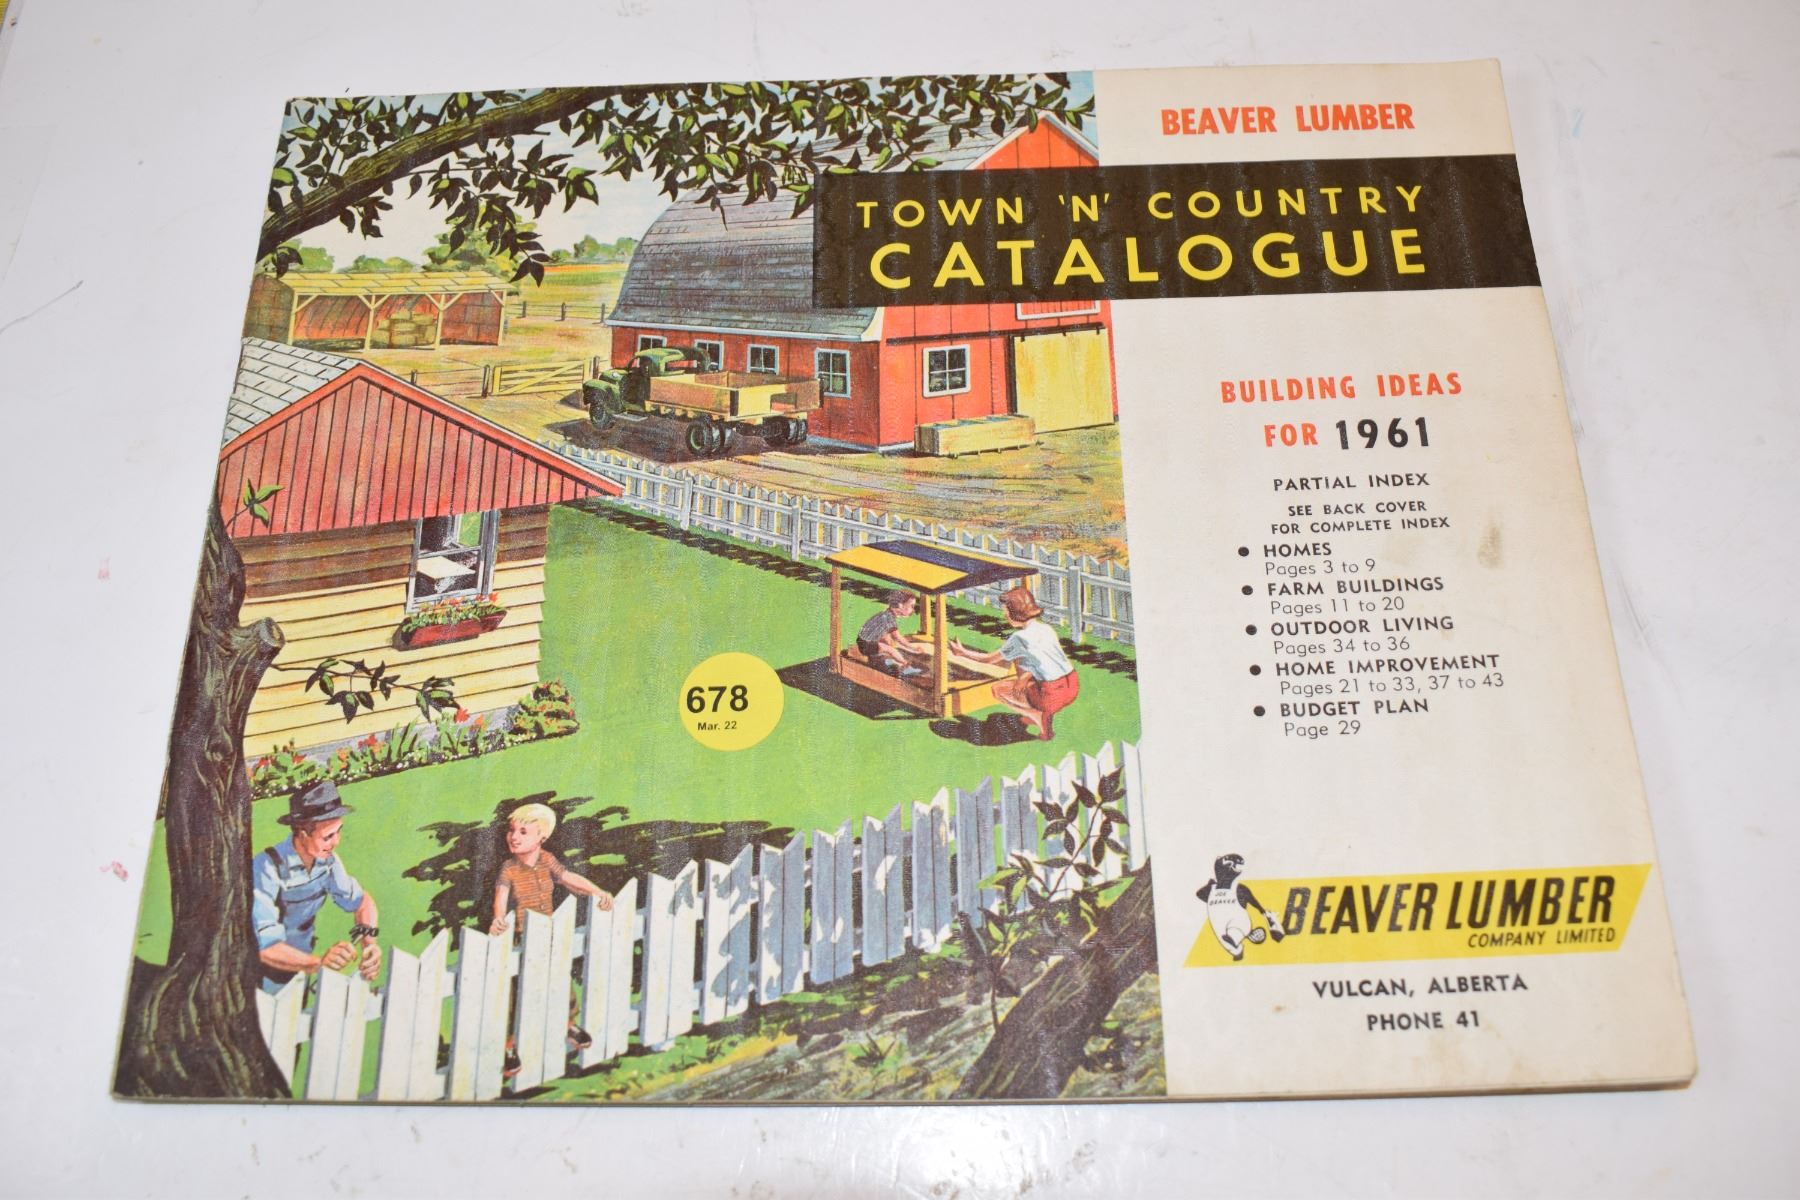 BEAVER LUMBER
TOWN 'N' COUNTRY
CATALOGUE
BUILDING IDEAS
FOR 1961
PARTIAL INDEX
SEE BACK COVER
FOR COMPLETE INDEX
• HOMES
Pages 3 to 9
• FARM BUILDINGS
Pages 11 to 20
• OUTDOOR LIVING
Pages 34 to 36
• HOME IMPROVEMENT
Pages 21 to 33, 37 to 43
• BUDGET PLAN
Page 29
678
Mar. 22
JOE
BEAVER
BEAVER LUMBER
COMPANY LIMITED
VULCAN, ALBERTA
PHONE 41